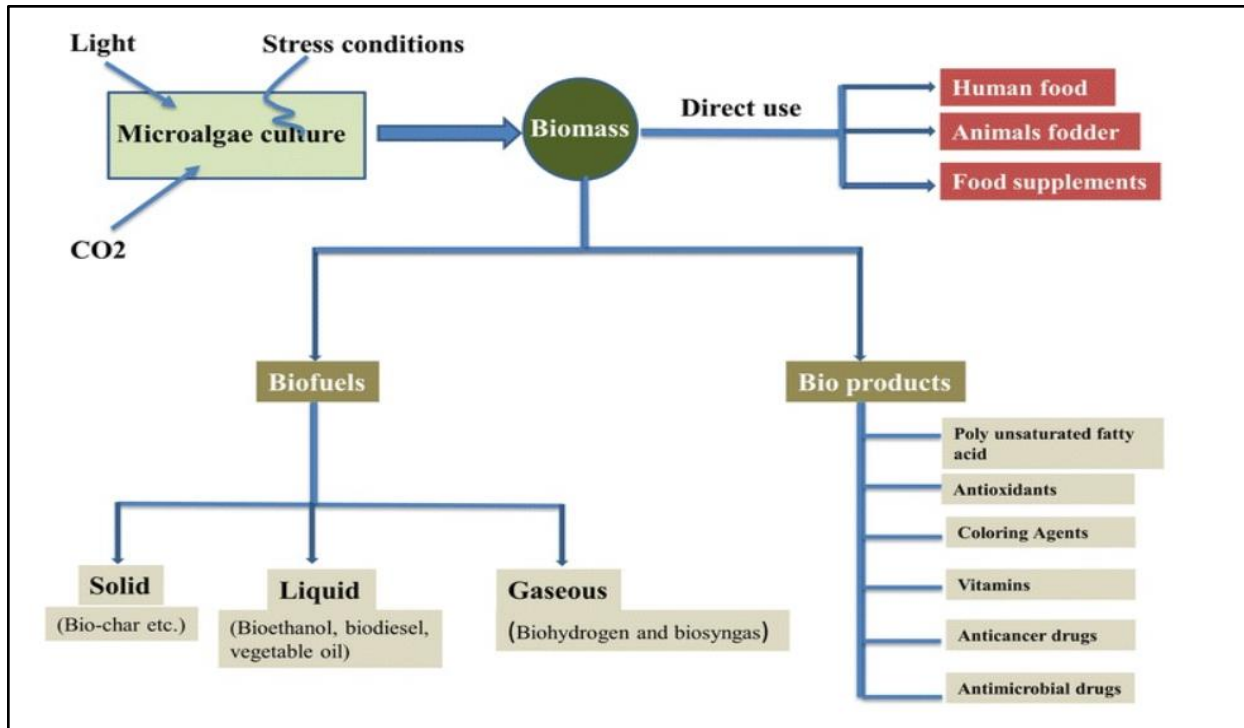 Light
Stress conditions
Microalgae culture
CO2
Biomass
Direct use
Human food
Animals fodder
Food supplements
Biofuels
Bio products
Solid
(Bio-char etc.)
Liquid
(Bioethanol, biodiesel,
vegetable oil)
Gaseous
(Biohydrogen and biosyngas)
Poly unsaturated fatty
acid
Antioxidants
Coloring Agents
Vitamins
Anticancer drugs
Antimicrobial drugs